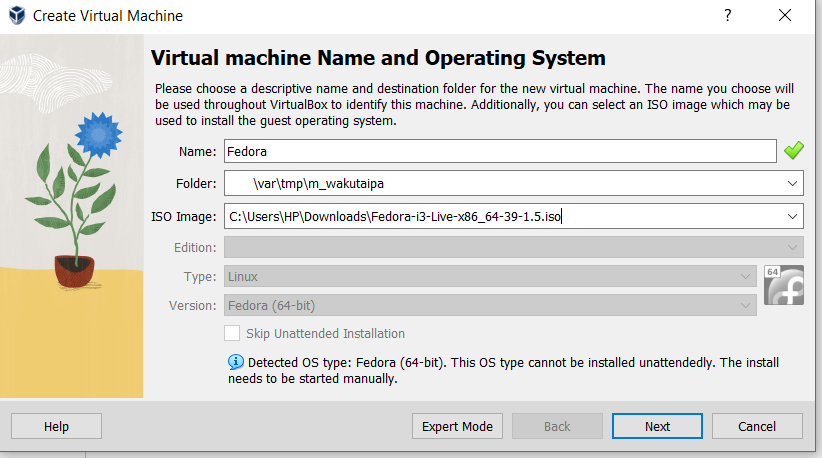 Create Virtual Machine
?
Virtual machine Name and Operating System
Please choose a descriptive name and destination folder for the new virtual machine. The name you choose will
be used throughout VirtualBox to identify this machine. Additionally, you can select an ISO image which may be
used to install the guest operating system.
Name: Fedora
Folder: \var\tmp\m_wakutaipa
ISO Image: C:\Users\HP\Downloads\Fedora-i3-Live-x86_64-39-1.5.iso
Edition:
Type: Linux
64
Version: Fedora (64-bit)
Skip Unattended Installation
Detected OS type: Fedora (64-bit). This OS type cannot be installed unattendedly. The install
needs to be started manually.
Help Expert Mode Back Next Cancel